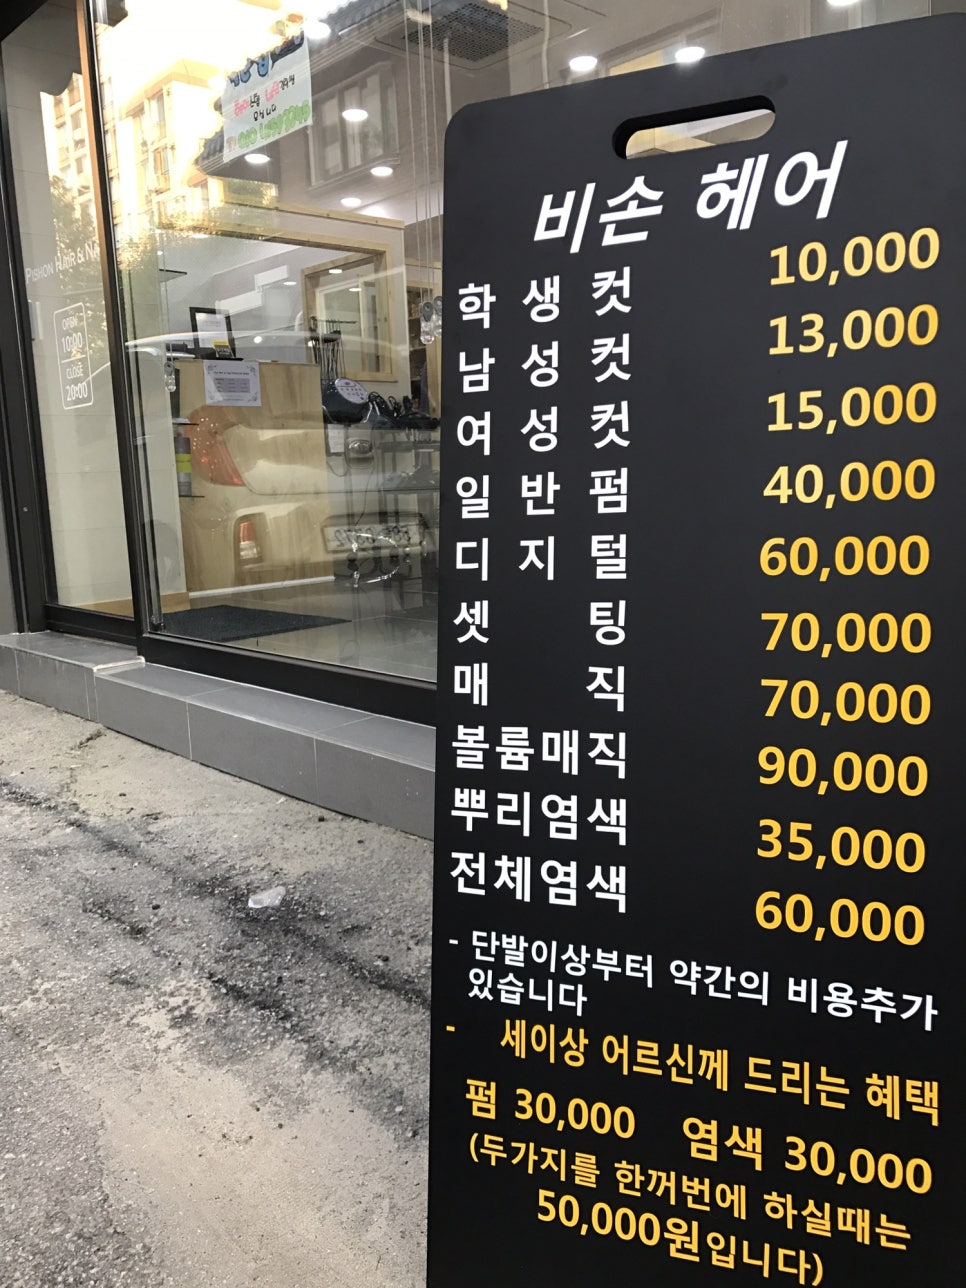 비손 헤어
학생컷 10,000
남성컷 13,000
여성컷 15,000
일반펌 40,000
디지털 60,000
셋팅 70,000
매직 70,000
볼륨매직 90,000
뿌리염색 35,000
전체염색 60,000
- 단발이상부터 약간의 비용추가
있습니다
- 세이상 어르신께 드리는 혜택
펌 30,000 염색 30,000
(두가지를 한꺼번에 하실때는
50,000원입니다)
PISHON HAIR &
OPEN
10:00
CLOSE
20:00